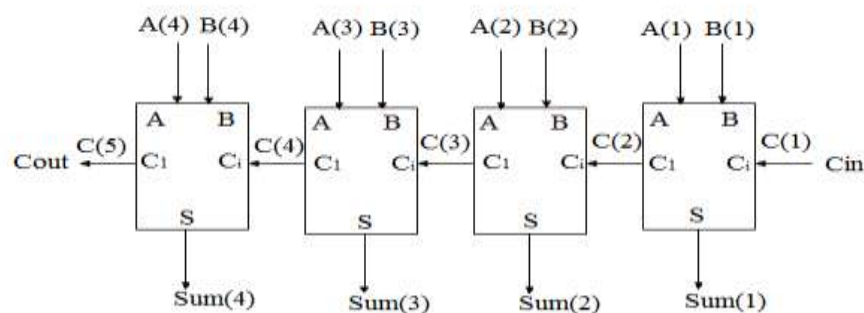 A(4) B(4) A(3) B(3) A(2) B(2) A(1) B(1)
A B A B A B A B
Cout C(5) C1 Ci C(4) C1 Ci C(3) C1 Ci C(2) C1 Ci C(1) Cin
S S S S
Sum(4) Sum(3) Sum(2) Sum(1)